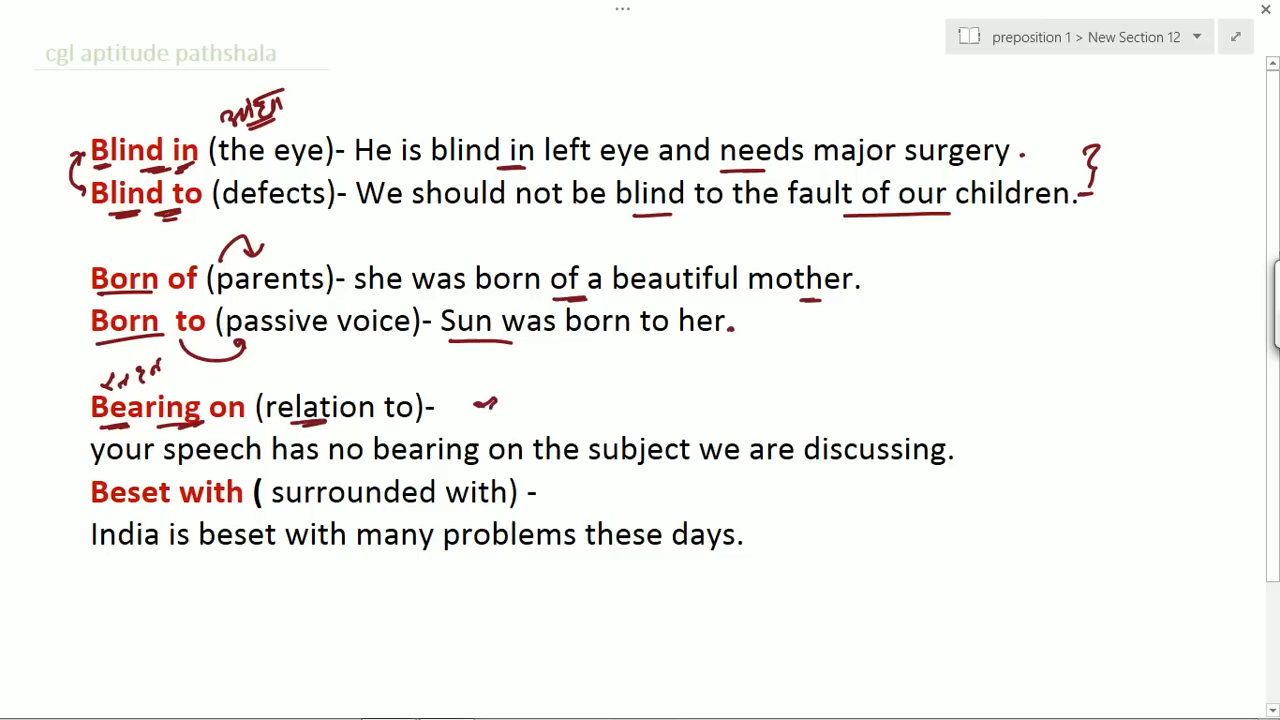 preposition 1 > New Section 12
cgl aptitude pathshala
Blind in (the eye)- He is blind in left eye and needs major surgery .
Blind to (defects)- We should not be blind to the fault of our children.
Born of (parents)- she was born of a beautiful mother.
Born to (passive voice)- Sun was born to her.
Bearing on (relation to)-
your speech has no bearing on the subject we are discussing.
Beset with ( surrounded with) -
India is beset with many problems these days.